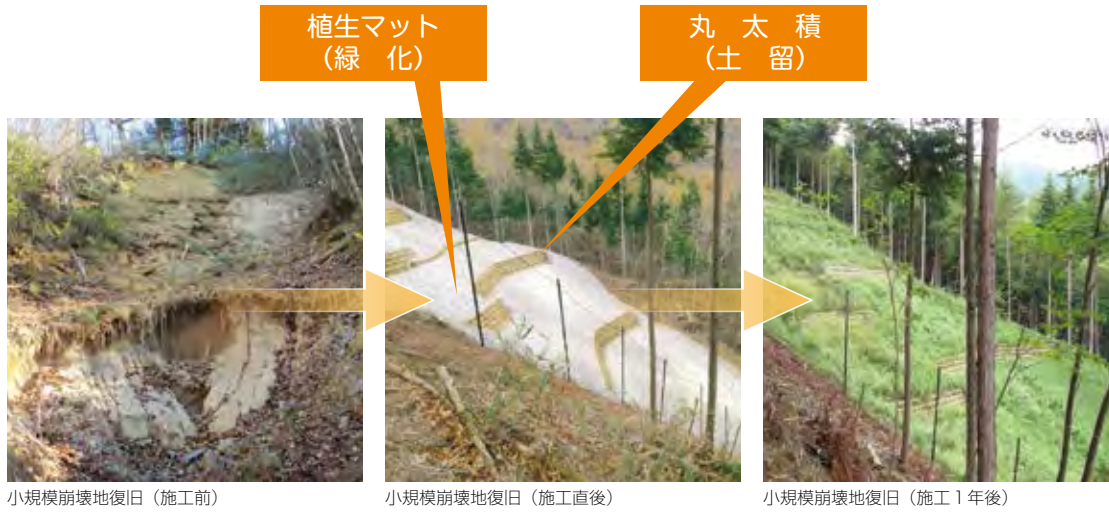 植生マット
（緑　化）
丸　太　積
（土　留）
小規模崩壊地復旧（施工前）
小規模崩壊地復旧（施工直後）
小規模崩壊地復旧（施工１年後）